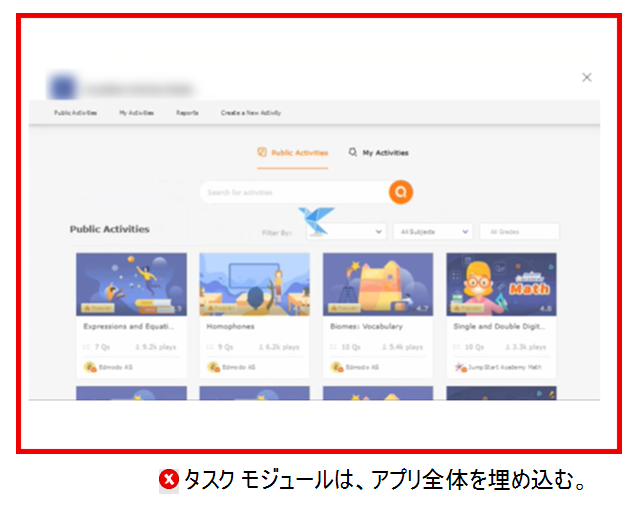 Public Activities My Activities Reports Create a New Activity
Public Activities My Activities
Search for activities
Public Activities Filter By: All Subjects All Grades
4.7 Math 4.5
Expressions and Equati... Homophones Biomes: Vocabulary Single and Double Digit...
7 Qs 9.2k plays 9 Qs 6.2k plays 10 Qs 5.4k plays 10 Qs 3.3k plays
Edmodo AS Edmodo AS Edmodo AS JumpStart Academy Math
タスク モジュールは、アプリ全体を埋め込む。